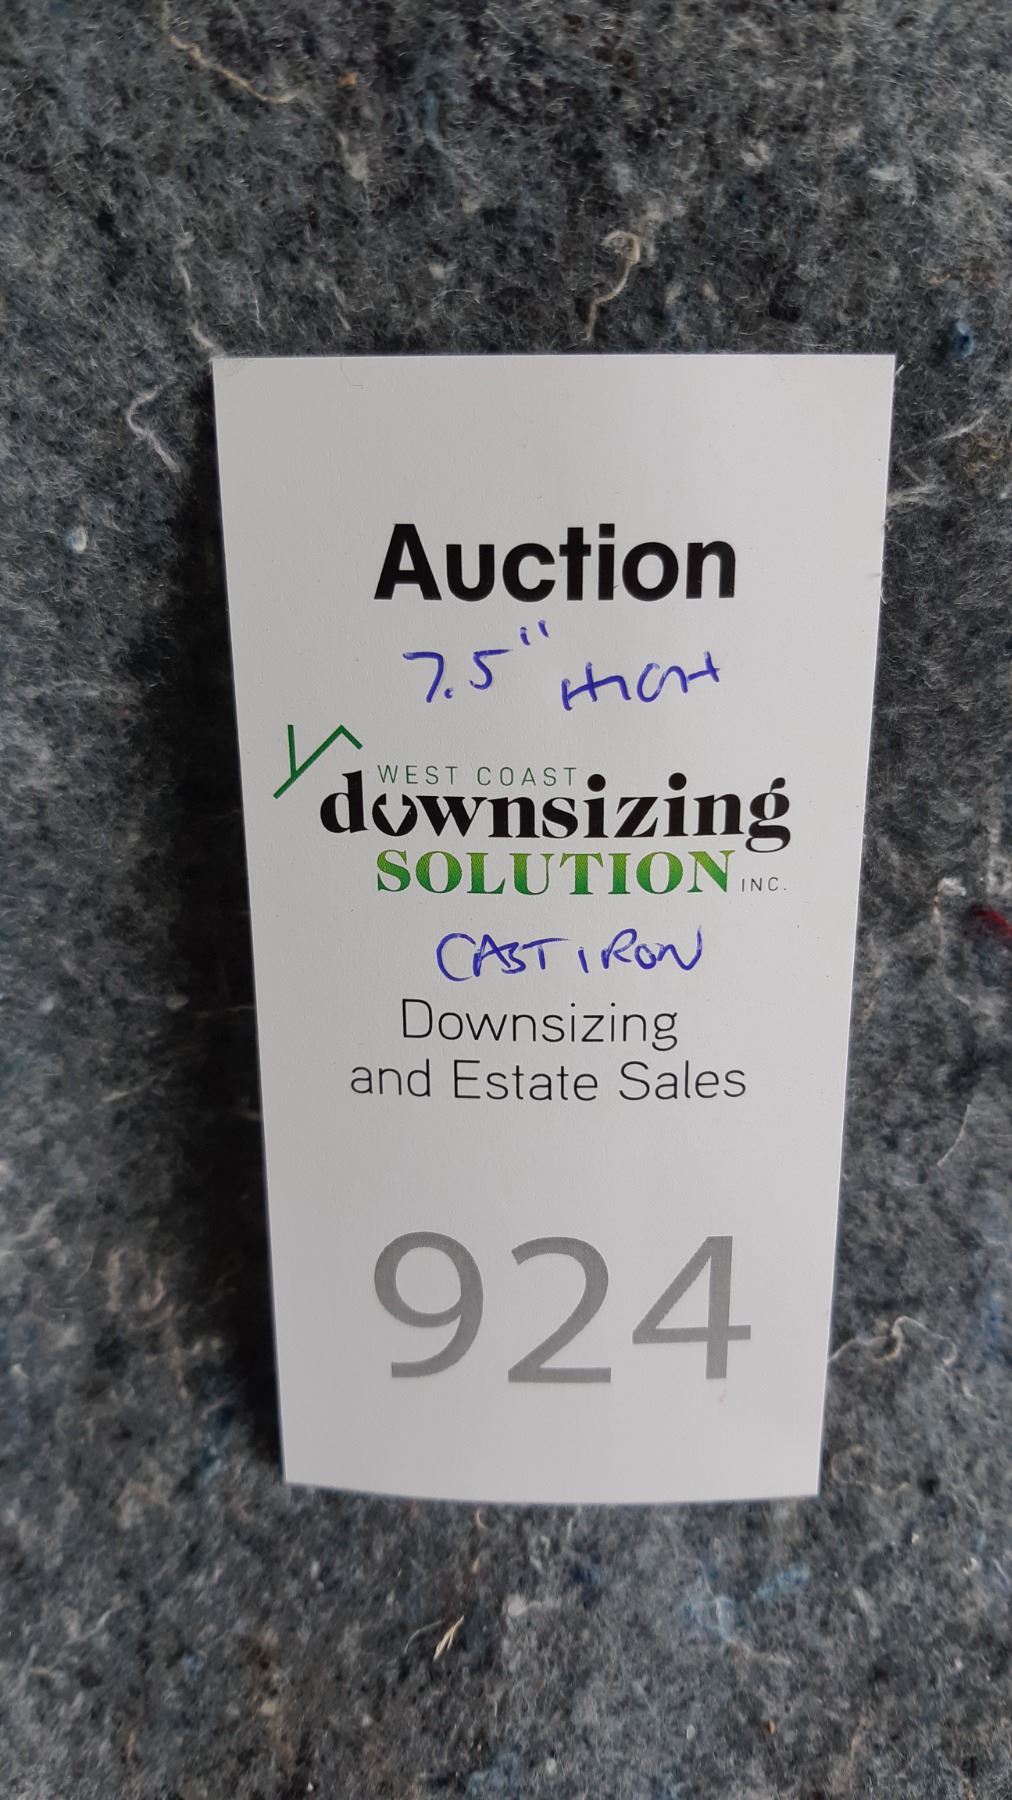 Auction
7.5" HIGH
WEST COAST
downsizing
SOLUTION INC.
CAST IRON
Downsizing
and Estate Sales
924